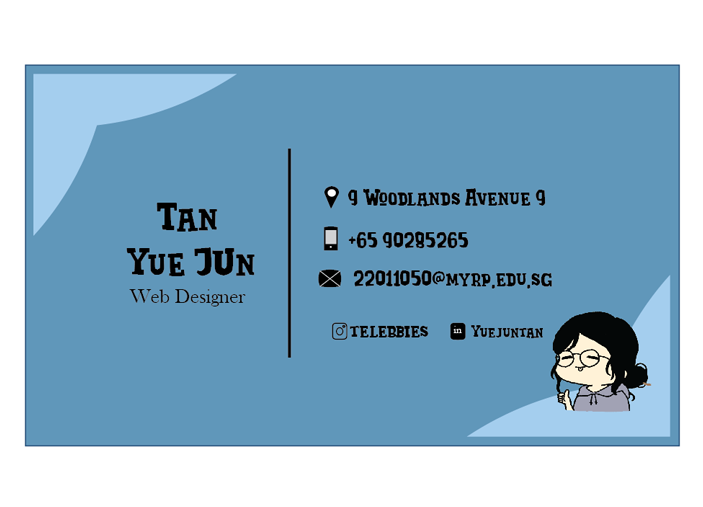 Tan
Yue Jun
Web Designer
9 Woodlands Avenue 9
+65 90285265
22011050@myrp.edu.sg
telebbies
in Yuejuntan